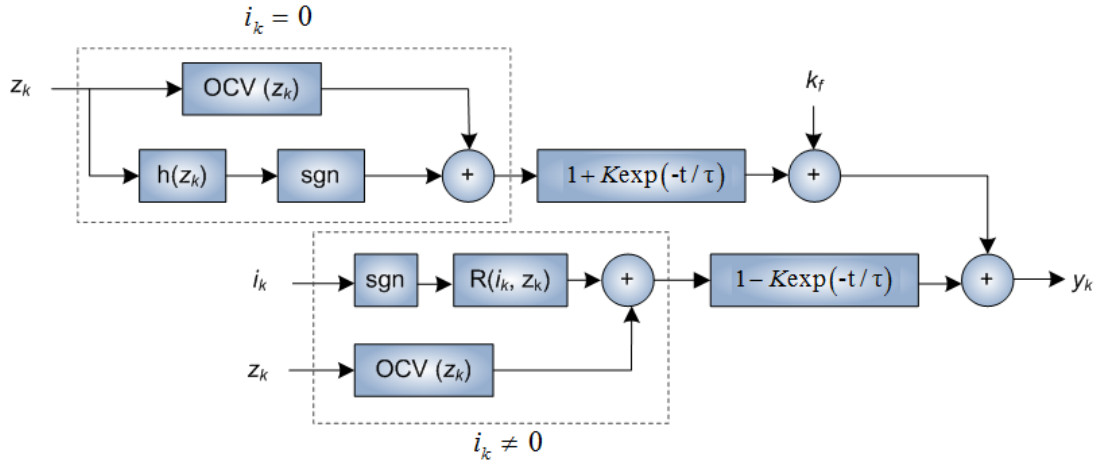 i_k = 0
z_k
OCV (z_k)
k_f
h(z_k)
sgn
+
1 + K exp(-t / τ)
+
i_k
sgn
R(i_k, z_k)
+
1 − K exp(-t / τ)
+
y_k
z_k
OCV (z_k)
i_k ≠ 0